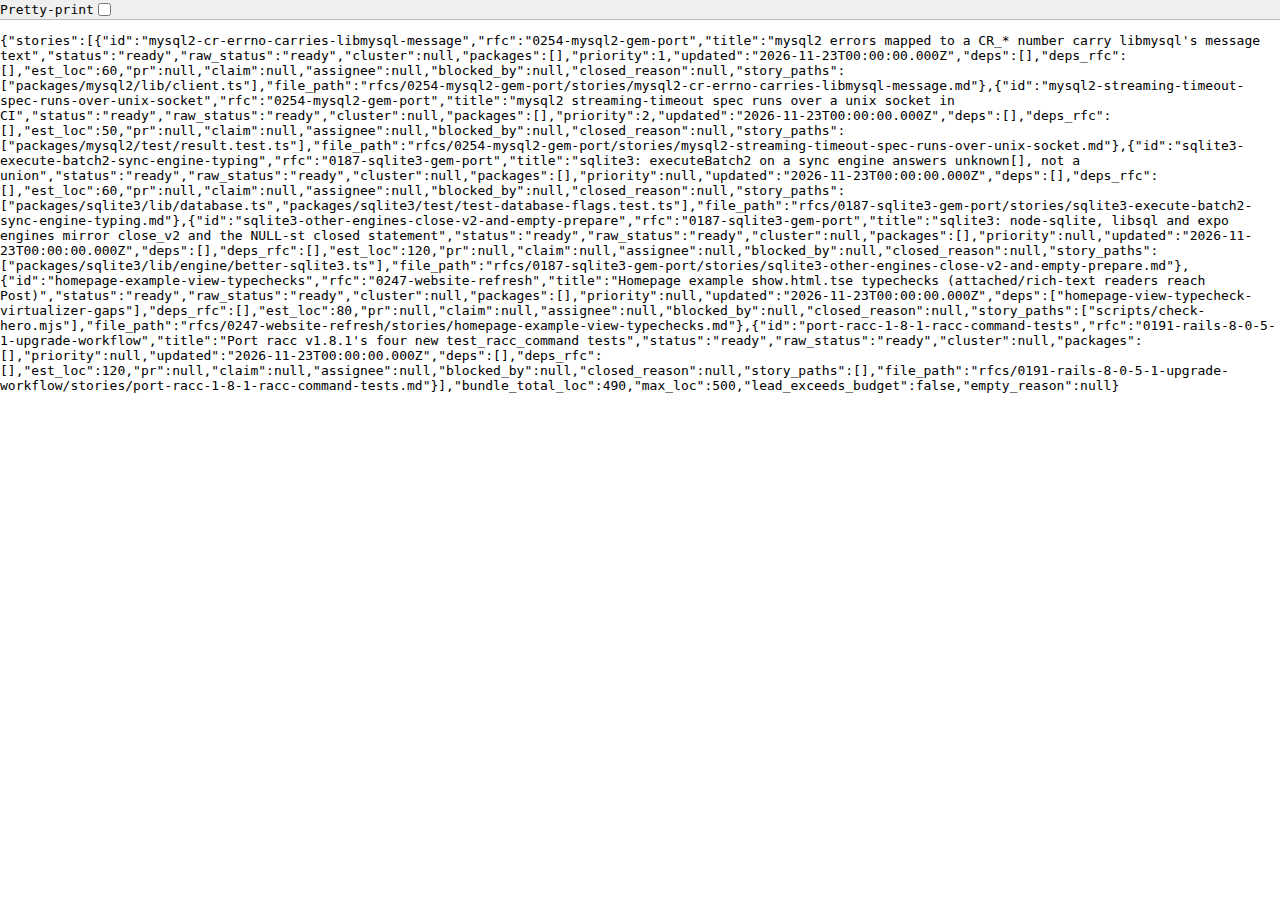 Pretty-print
{"stories":[{"id":"mysql2-cr-errno-carries-libmysql-message","rfc":"0254-mysql2-gem-port","title":"mysql2 errors mapped to a CR_* number carry libmysql's message
text","status":"ready","raw_status":"ready","cluster":null,"packages":[],"priority":1,"updated":"2026-11-23T00:00:00.000Z","deps":[],"deps_rfc":
[],"est_loc":60,"pr":null,"claim":null,"assignee":null,"blocked_by":null,"closed_reason":null,"story_paths":
["packages/mysql2/lib/client.ts"],"file_path":"rfcs/0254-mysql2-gem-port/stories/mysql2-cr-errno-carries-libmysql-message.md"},{"id":"mysql2-streaming-timeout-
spec-runs-over-unix-socket","rfc":"0254-mysql2-gem-port","title":"mysql2 streaming-timeout spec runs over a unix socket in
CI","status":"ready","raw_status":"ready","cluster":null,"packages":[],"priority":2,"updated":"2026-11-23T00:00:00.000Z","deps":[],"deps_rfc":
[],"est_loc":50,"pr":null,"claim":null,"assignee":null,"blocked_by":null,"closed_reason":null,"story_paths":
["packages/mysql2/test/result.test.ts"],"file_path":"rfcs/0254-mysql2-gem-port/stories/mysql2-streaming-timeout-spec-runs-over-unix-socket.md"},{"id":"sqlite3-
execute-batch2-sync-engine-typing","rfc":"0187-sqlite3-gem-port","title":"sqlite3: executeBatch2 on a sync engine answers unknown[], not a
union","status":"ready","raw_status":"ready","cluster":null,"packages":[],"priority":null,"updated":"2026-11-23T00:00:00.000Z","deps":[],"deps_rfc":
[],"est_loc":60,"pr":null,"claim":null,"assignee":null,"blocked_by":null,"closed_reason":null,"story_paths":
["packages/sqlite3/lib/database.ts","packages/sqlite3/test/test-database-flags.test.ts"],"file_path":"rfcs/0187-sqlite3-gem-port/stories/sqlite3-execute-batch2-
sync-engine-typing.md"},{"id":"sqlite3-other-engines-close-v2-and-empty-prepare","rfc":"0187-sqlite3-gem-port","title":"sqlite3: node-sqlite, libsql and expo
engines mirror close_v2 and the NULL-st closed statement","status":"ready","raw_status":"ready","cluster":null,"packages":[],"priority":null,"updated":"2026-11-
23T00:00:00.000Z","deps":[],"deps_rfc":[],"est_loc":120,"pr":null,"claim":null,"assignee":null,"blocked_by":null,"closed_reason":null,"story_paths":
["packages/sqlite3/lib/engine/better-sqlite3.ts"],"file_path":"rfcs/0187-sqlite3-gem-port/stories/sqlite3-other-engines-close-v2-and-empty-prepare.md"},
{"id":"homepage-example-view-typechecks","rfc":"0247-website-refresh","title":"Homepage example show.html.tse typechecks (attached/rich-text readers reach
Post)","status":"ready","raw_status":"ready","cluster":null,"packages":[],"priority":null,"updated":"2026-11-23T00:00:00.000Z","deps":["homepage-view-typecheck-
virtualizer-gaps"],"deps_rfc":[],"est_loc":80,"pr":null,"claim":null,"assignee":null,"blocked_by":null,"closed_reason":null,"story_paths":["scripts/check-
hero.mjs"],"file_path":"rfcs/0247-website-refresh/stories/homepage-example-view-typechecks.md"},{"id":"port-racc-1-8-1-racc-command-tests","rfc":"0191-rails-8-0-5-
1-upgrade-workflow","title":"Port racc v1.8.1's four new test_racc_command tests","status":"ready","raw_status":"ready","cluster":null,"packages":
[],"priority":null,"updated":"2026-11-23T00:00:00.000Z","deps":[],"deps_rfc":
[],"est_loc":120,"pr":null,"claim":null,"assignee":null,"blocked_by":null,"closed_reason":null,"story_paths":[],"file_path":"rfcs/0191-rails-8-0-5-1-upgrade-
workflow/stories/port-racc-1-8-1-racc-command-tests.md"}],"bundle_total_loc":490,"max_loc":500,"lead_exceeds_budget":false,"empty_reason":null}